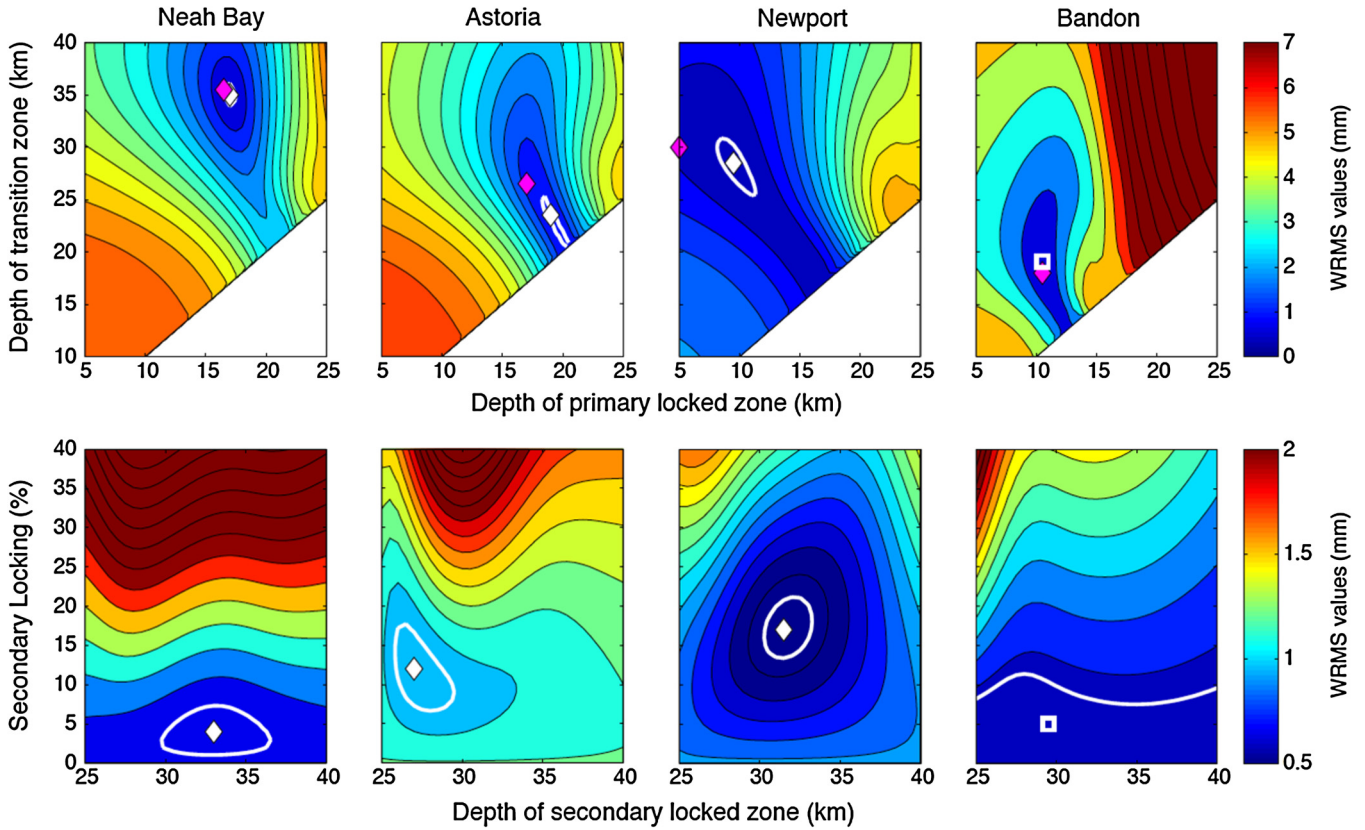 Neah Bay Astoria Newport Bandon
Depth of transition zone (km)
40
35
30
25
20
15
10
5 10 15 20 25
5 10 15 20 25
5 10 15 20 25
5 10 15 20 25
7
6
5
4
3
2
1
0
WRMS values (mm)
Depth of primary locked zone (km)
Secondary Locking (%)
40
35
30
25
20
15
10
5
0
25 30 35 40
25 30 35 40
25 30 35 40
25 30 35 40
2
1.5
1
0.5
WRMS values (mm)
Depth of secondary locked zone (km)